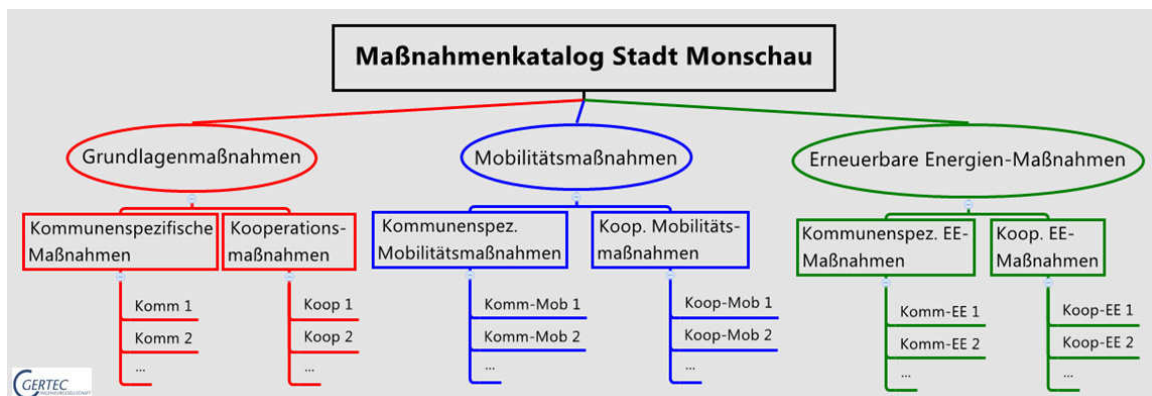 Maßnahmenkatalog Stadt Monschau
Grundlagenmaßnahmen
Mobilitätsmaßnahmen
Erneuerbare Energien-Maßnahmen
Kommunenspezifische
Maßnahmen
Kooperations-
maßnahmen
Kommunenspez.
Mobilitätsmaßnahmen
Koop. Mobilitäts-
maßnahmen
Kommunenspez. EE-
Maßnahmen
Koop. EE-
Maßnahmen
Komm 1
Komm 2
...
Koop 1
Koop 2
...
Komm-Mob 1
Komm-Mob 2
...
Koop-Mob 1
Koop-Mob 2
...
Komm-EE 1
Komm-EE 2
...
Koop-EE 1
Koop-EE 2
...
GERTEC